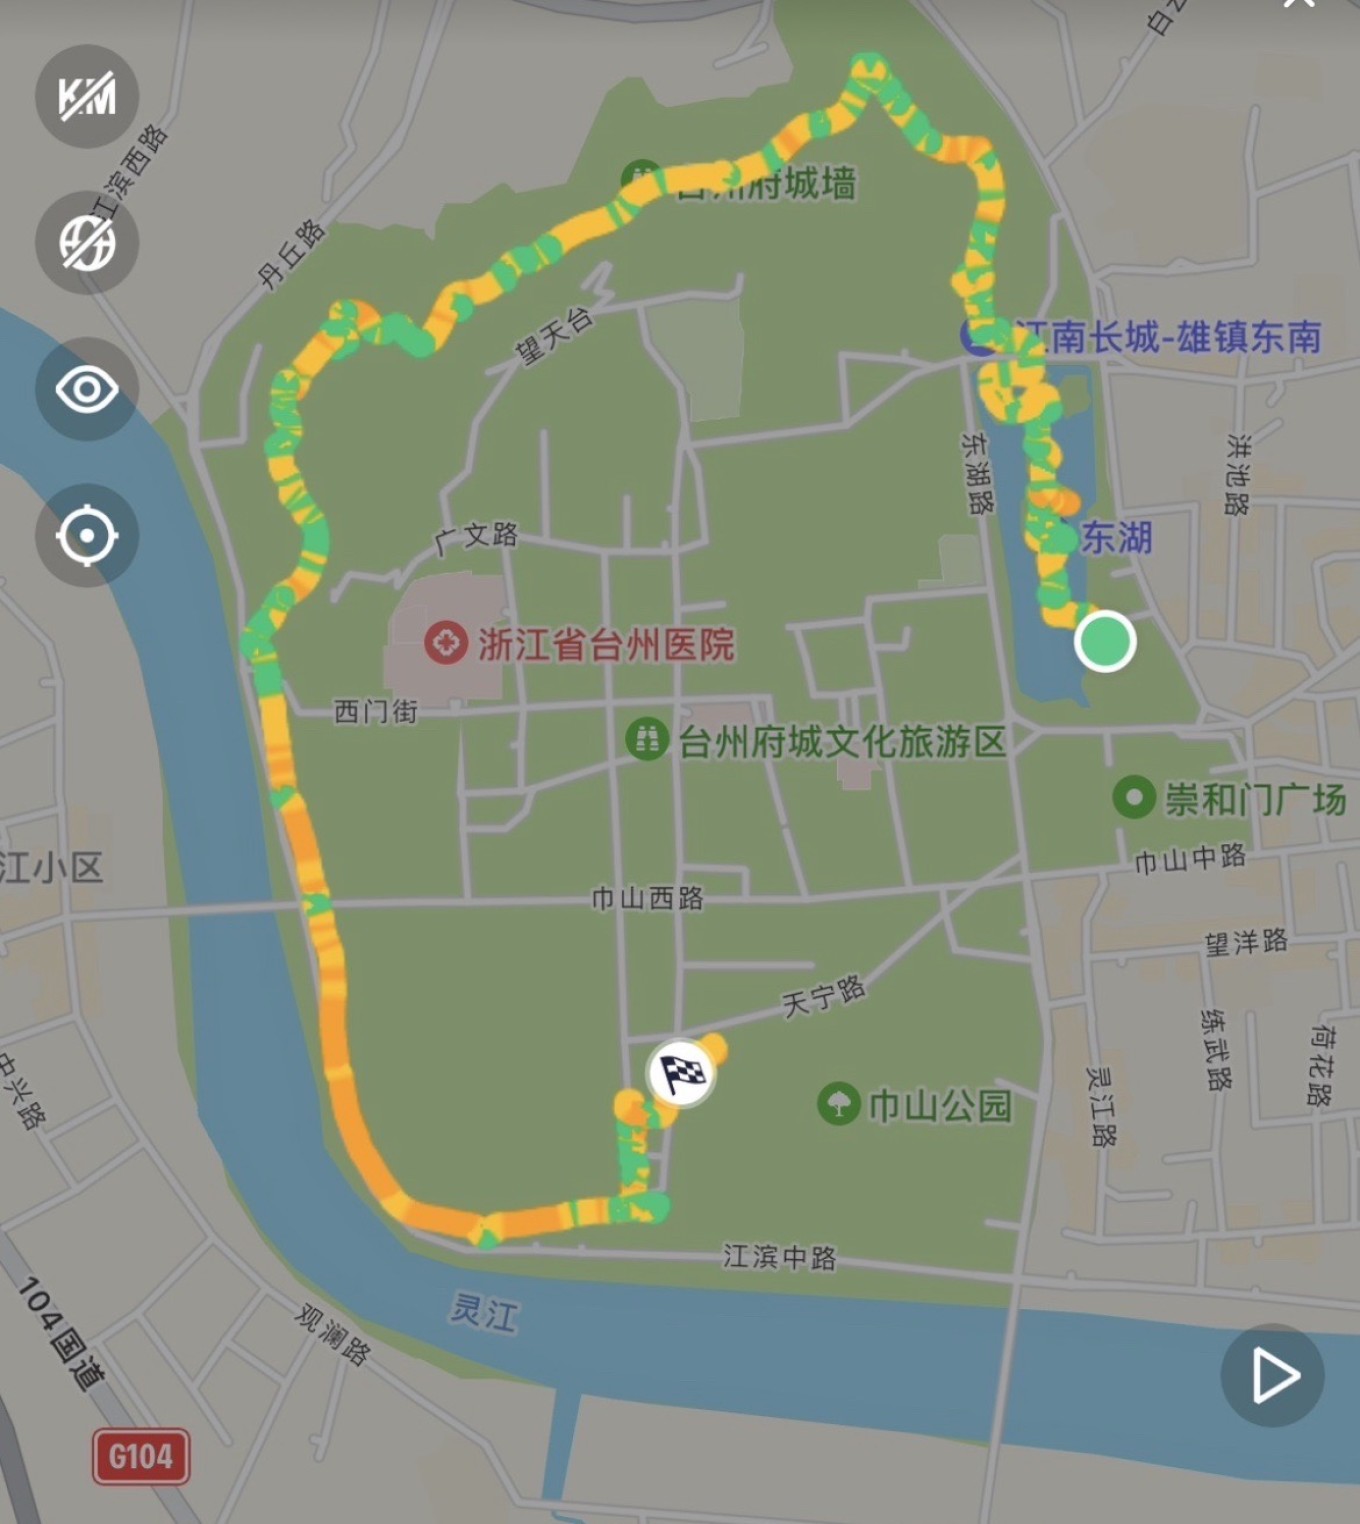 白云
KM
江滨西路
台州府城墙
丹丘路
望天台
江南长城-雄镇东南
东湖路
洪池路
广文路
东湖
浙江省台州医院
西门街
台州府城文化旅游区
崇和门广场
江小区
巾山西路
巾山中路
望洋路
天宁路
练武路
荷花路
中兴路
灵江路
巾山公园
江滨中路
灵江
104国道
观澜路
G104